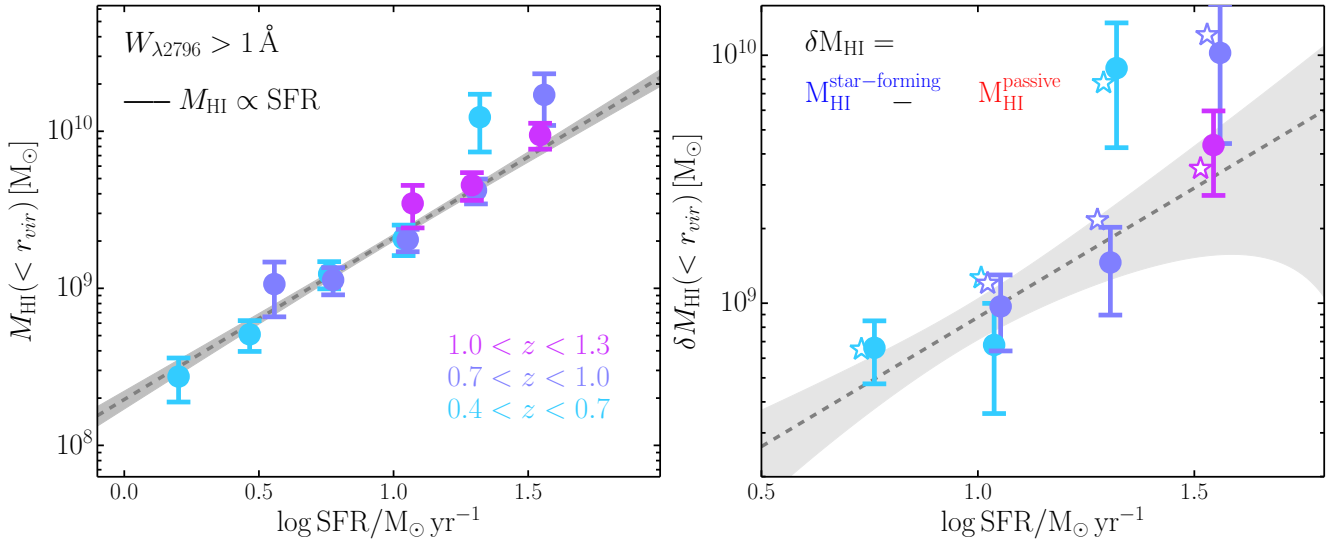 W_λ2796 > 1 Å
M_HI ∝ SFR
1.0 < z < 1.3
0.7 < z < 1.0
0.4 < z < 0.7
M_HI(< r_vir) [M_⊙]
10^10
10^9
10^8
0.0 0.5 1.0 1.5
log SFR/M_⊙ yr^−1
δM_HI =
M_HI^star−forming − M_HI^passive
δM_HI(< r_vir) [M_⊙]
10^10
10^9
0.5 1.0 1.5
log SFR/M_⊙ yr^−1